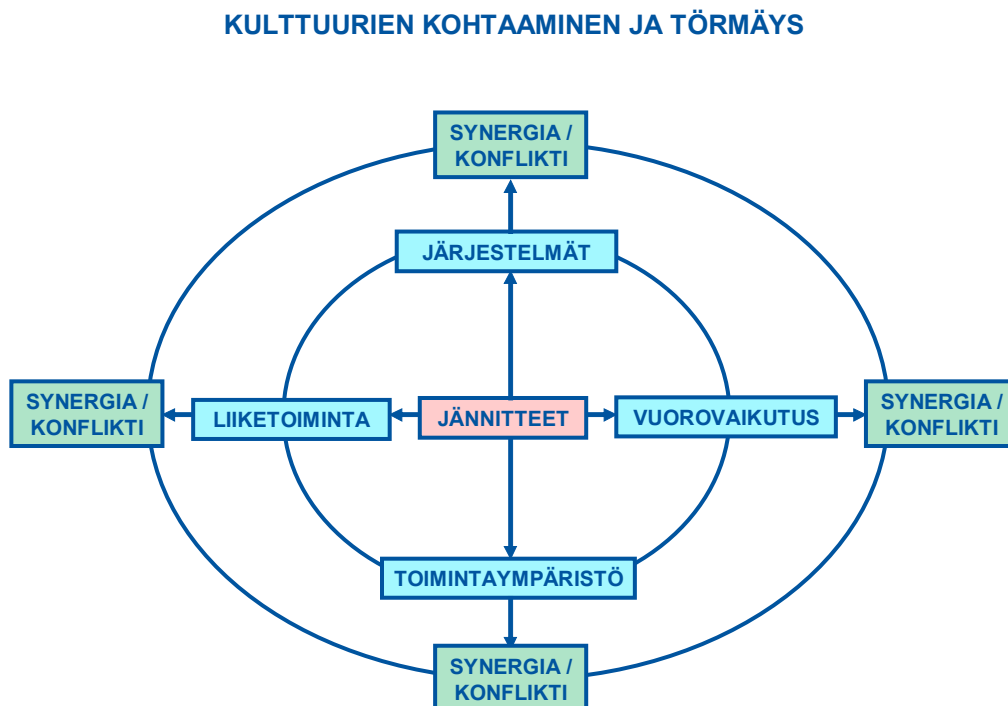 KULTTUURIEN KOHTAAMINEN JA TÖRMÄYS
SYNERGIA /
KONFLIKTI
JÄRJESTELMÄT
SYNERGIA /
KONFLIKTI
LIIKETOIMINTA
JÄNNITTEET
VUOROVAIKUTUS
SYNERGIA /
KONFLIKTI
TOIMINTAYMPÄRISTÖ
SYNERGIA /
KONFLIKTI